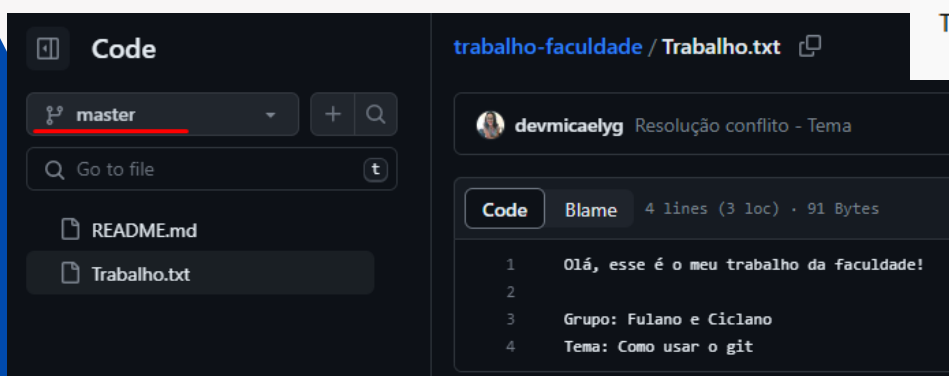 Code
master
Go to file
t
README.md
Trabalho.txt
trabalho-faculdade / Trabalho.txt
devmicaelyg Resolução conflito - Tema
Code Blame 4 lines (3 loc) · 91 Bytes
1 Olá, esse é o meu trabalho da faculdade!
2
3 Grupo: Fulano e Ciclano
4 Tema: Como usar o git